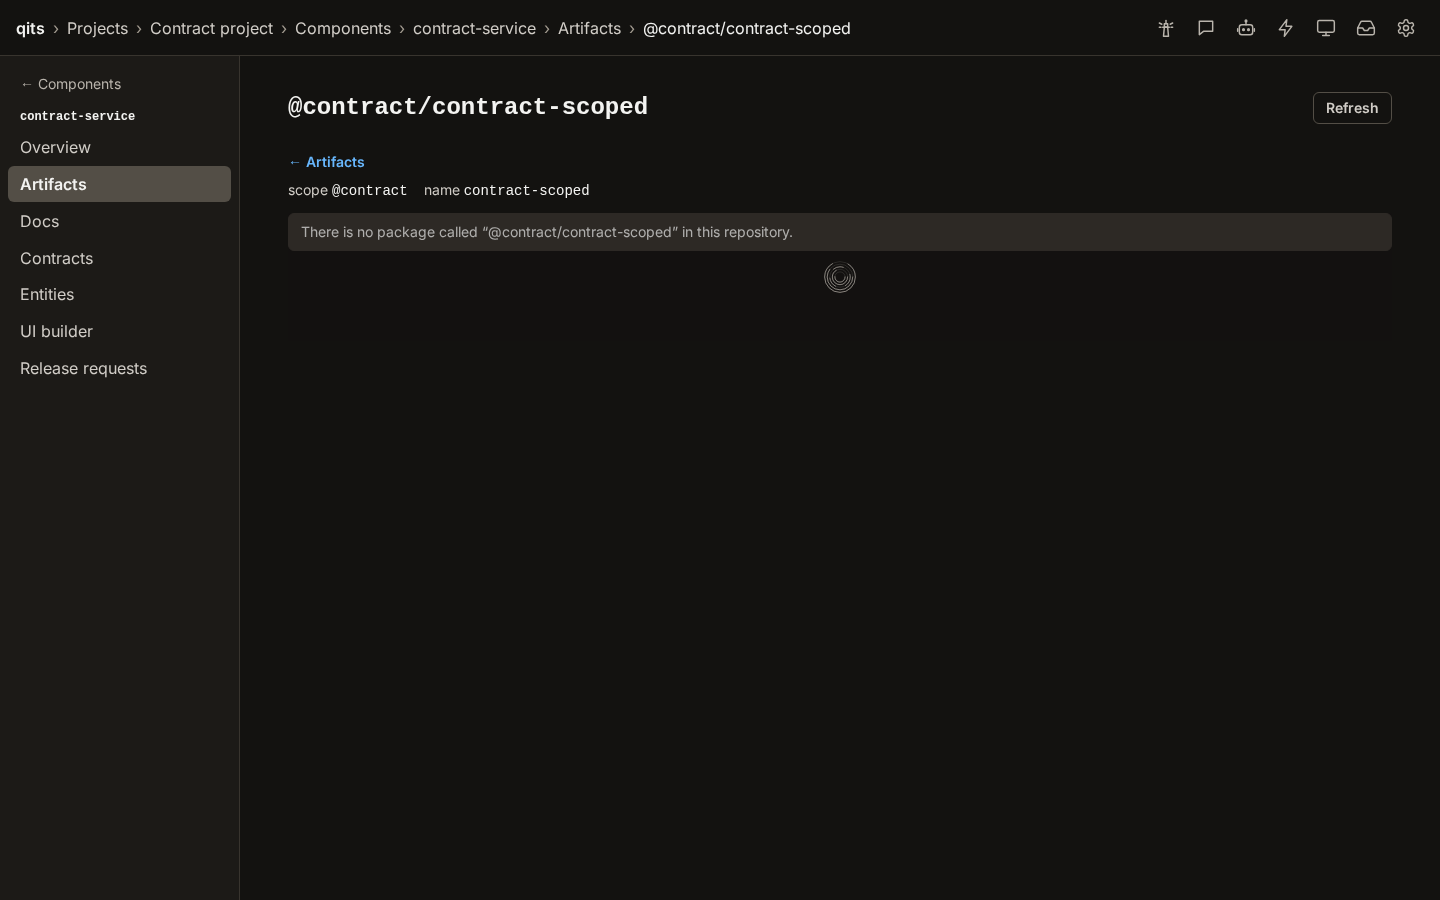 qits › Projects › Contract project › Components › contract-service › Artifacts › @contract/contract-scoped
← Components
contract-service
Overview
Artifacts
Docs
Contracts
Entities
UI builder
Release requests
@contract/contract-scoped
Refresh
← Artifacts
scope @contract name contract-scoped
There is no package called “@contract/contract-scoped” in this repository.